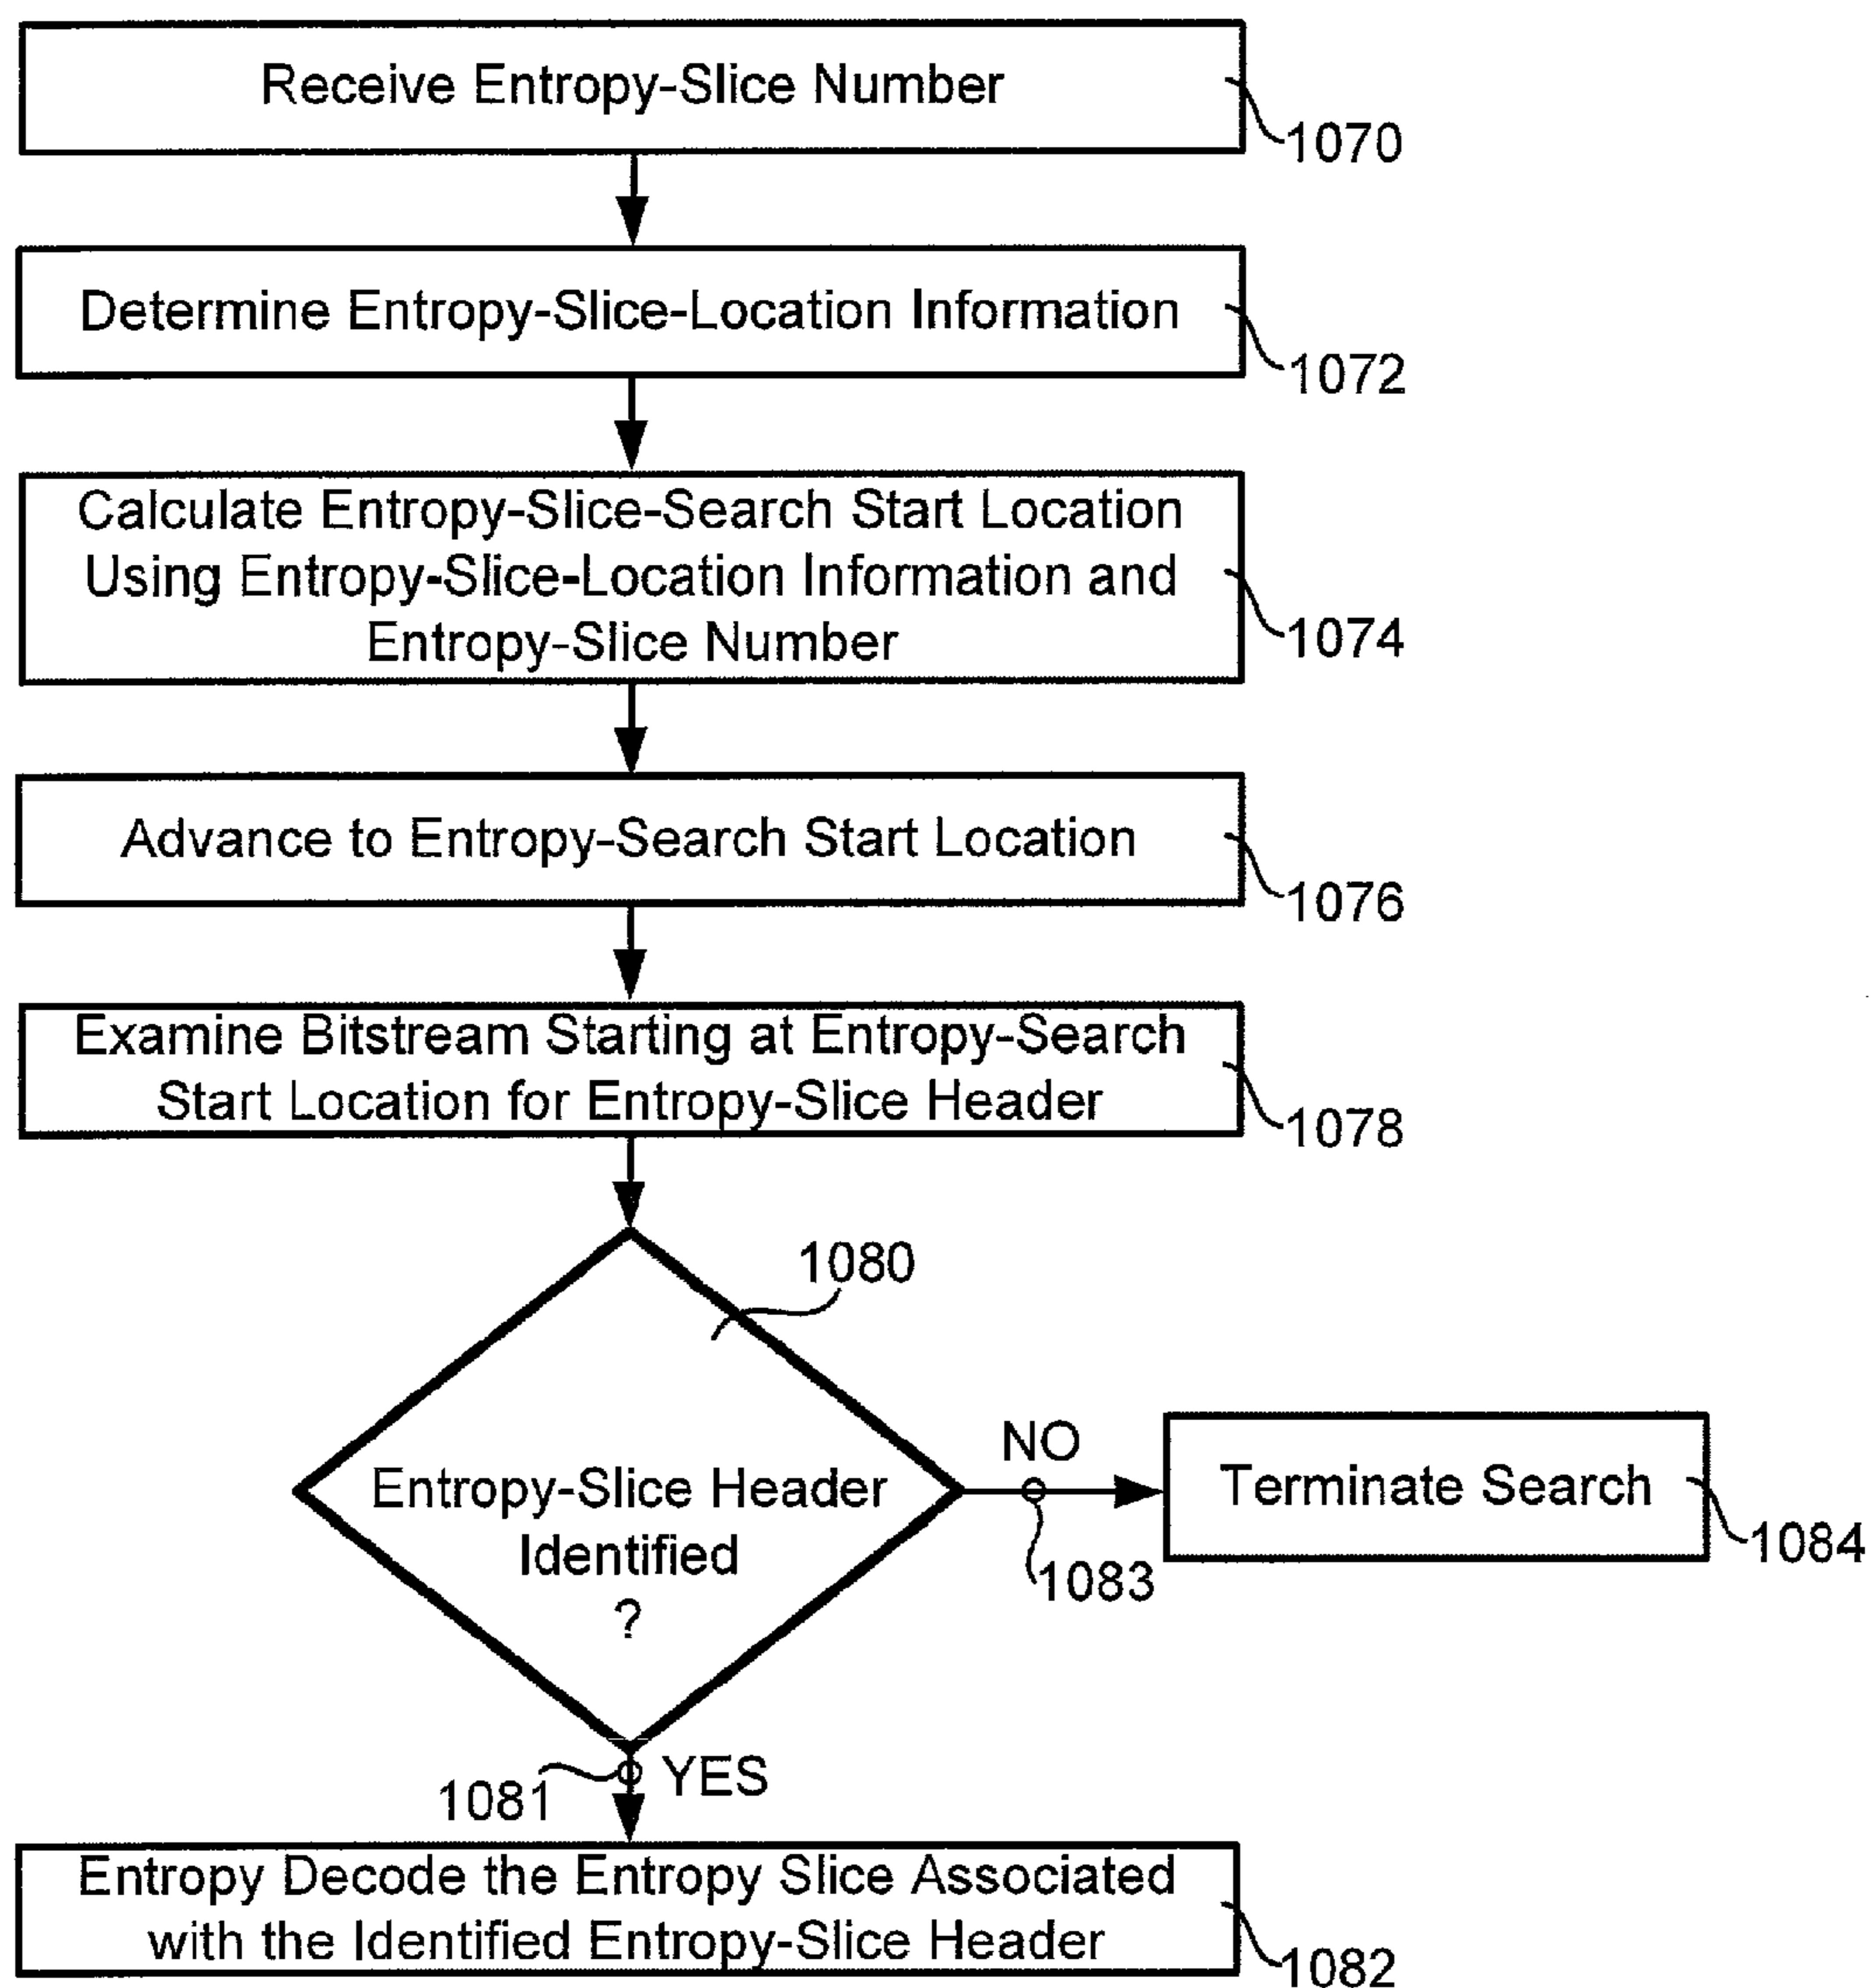 Receive Entropy-Slice Number
1070
Determine Entropy-Slice-Location Information
1072
Calculate Entropy-Slice-Search Start Location
Using Entropy-Slice-Location Information and
Entropy-Slice Number
1074
Advance to Entropy-Search Start Location
1076
Examine Bitstream Starting at Entropy-Search
Start Location for Entropy-Slice Header
1078
1080
Entropy-Slice Header
Identified
?
NO
1083
Terminate Search
1084
YES
1081
Entropy Decode the Entropy Slice Associated
with the Identified Entropy-Slice Header
1082